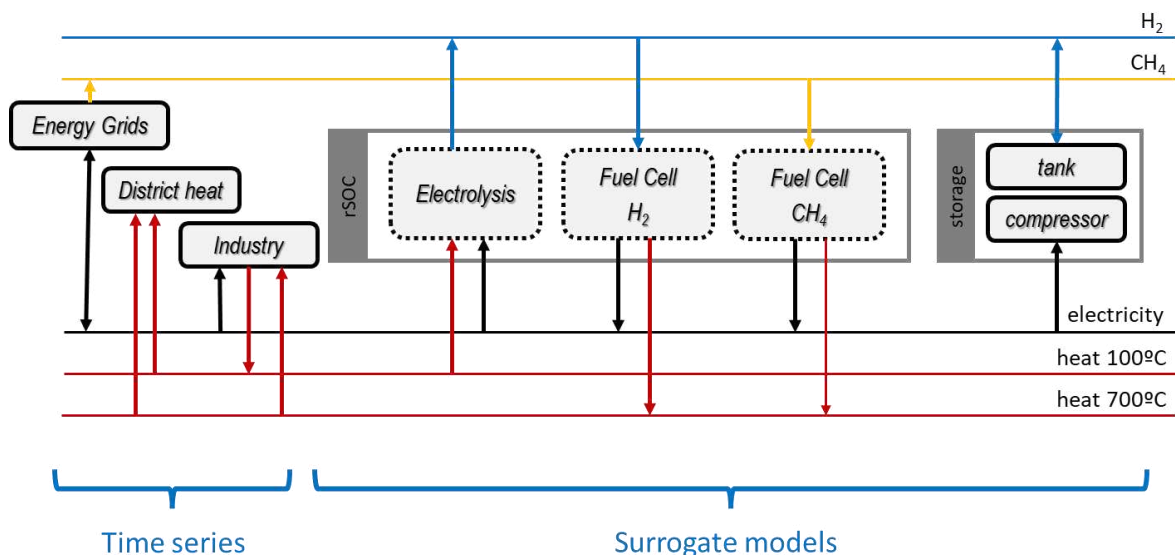 H₂
CH₄
Energy Grids
District heat
Industry
rSOC
Electrolysis
Fuel Cell
H₂
Fuel Cell
CH₄
storage
tank
compressor
electricity
heat 100ºC
heat 700ºC
Time series
Surrogate models